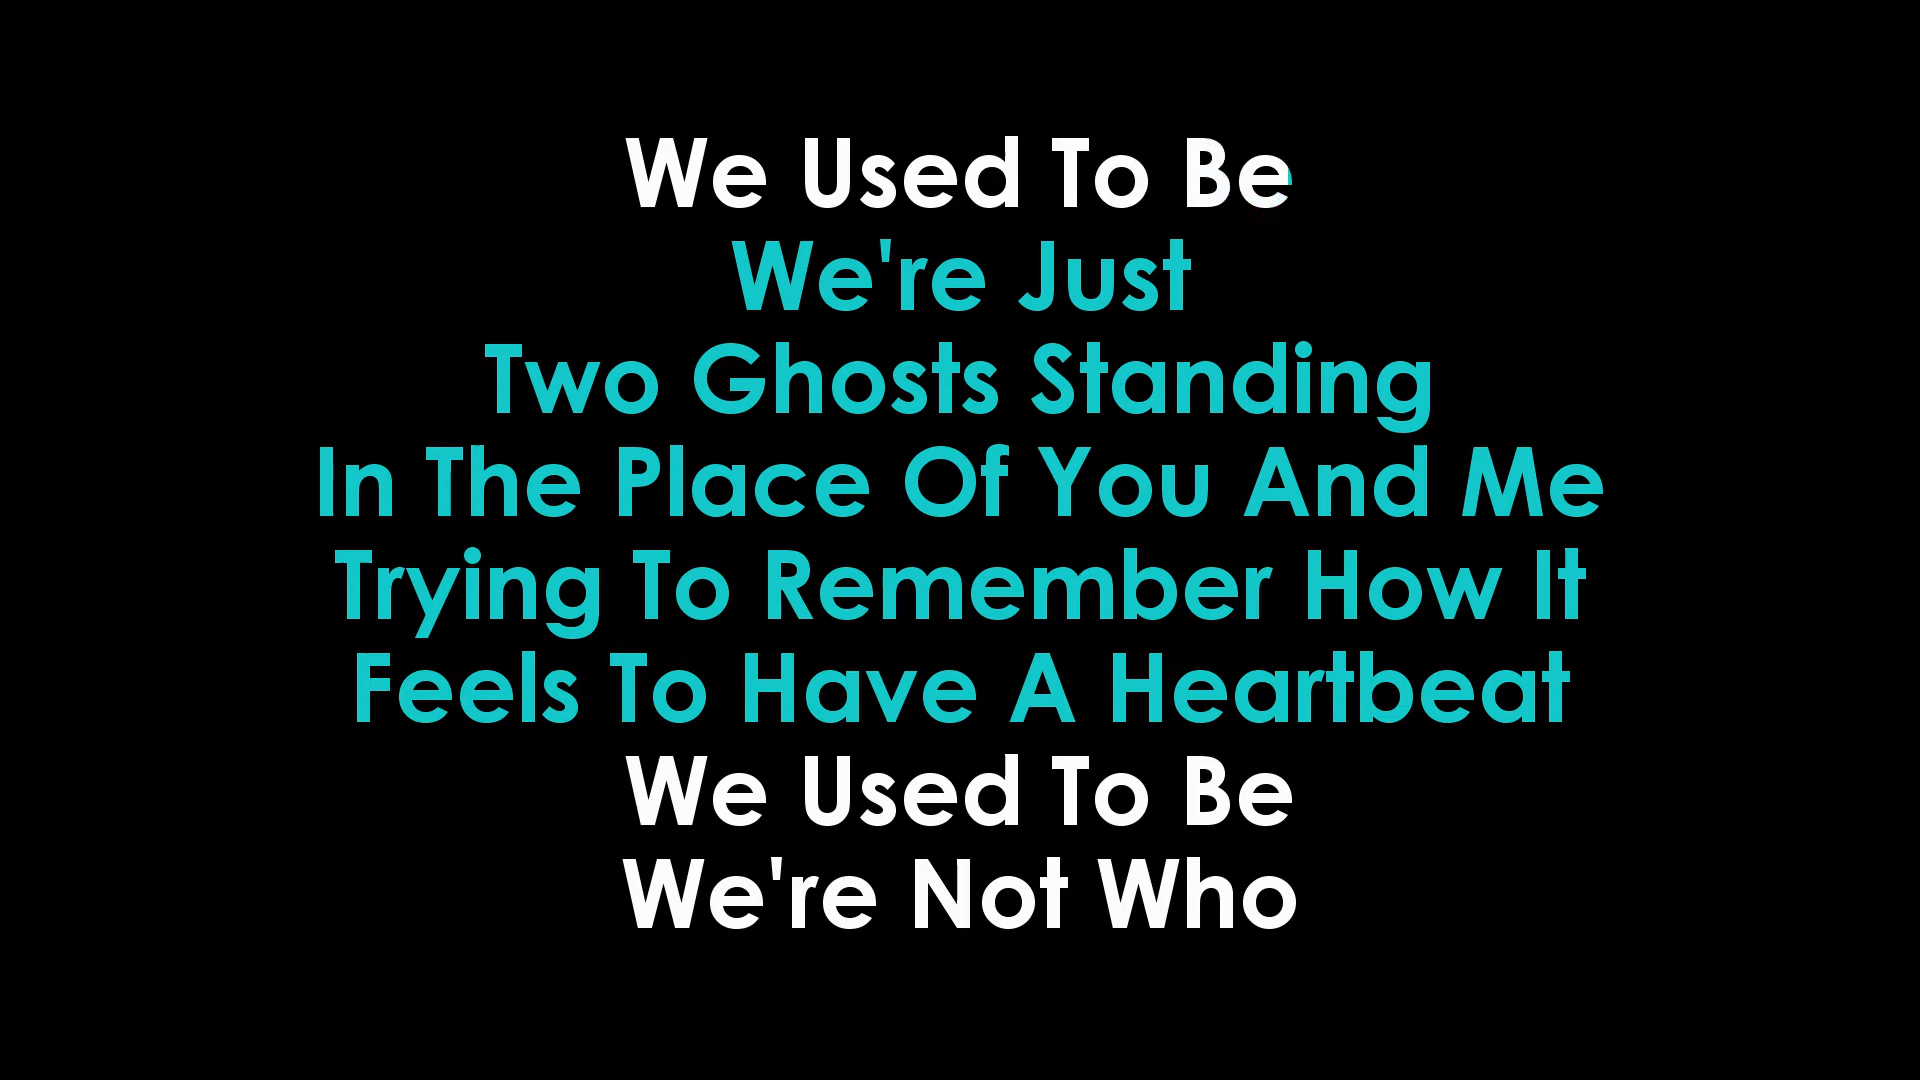 We Used To Be
We're Just
Two Ghosts Standing
In The Place Of You And Me
Trying To Remember How It
Feels To Have A Heartbeat
We Used To Be
We're Not Who